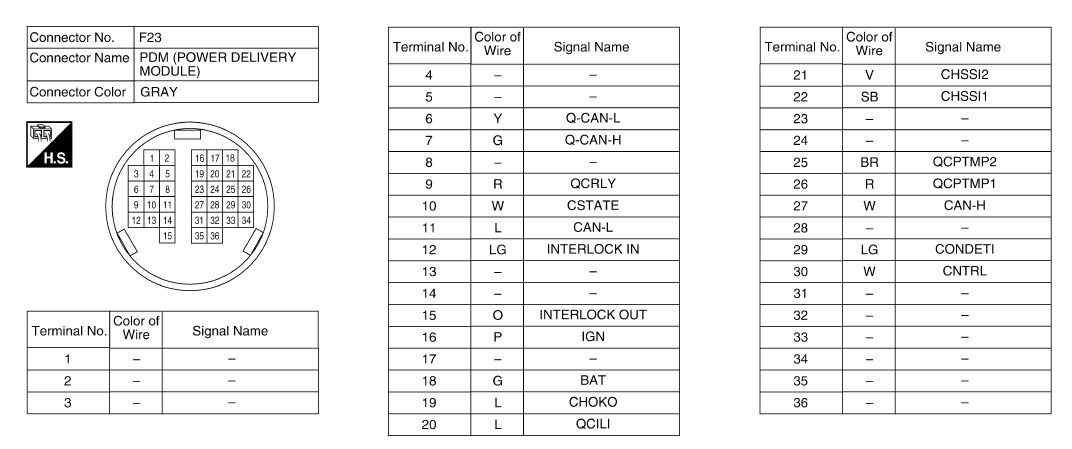 Connector No. F23
Connector Name PDM (POWER DELIVERY
MODULE)
Connector Color GRAY
H.S.
1 2 16 17 18
3 4 5 19 20 21 22
6 7 8 23 24 25 26
9 10 11 27 28 29 30
12 13 14 31 32 33 34
15 35 36
Terminal No. Color of Wire Signal Name
1 – –
2 – –
3 – –
Terminal No. Color of Wire Signal Name
4 – –
5 – –
6 Y Q-CAN-L
7 G Q-CAN-H
8 – –
9 R QCRLY
10 W CSTATE
11 L CAN-L
12 LG INTERLOCK IN
13 – –
14 – –
15 O INTERLOCK OUT
16 P IGN
17 – –
18 G BAT
19 L CHOKO
20 L QCILI
Terminal No. Color of Wire Signal Name
21 V CHSSI2
22 SB CHSSI1
23 – –
24 – –
25 BR QCPTMP2
26 R QCPTMP1
27 W CAN-H
28 – –
29 LG CONDETI
30 W CNTRL
31 – –
32 – –
33 – –
34 – –
35 – –
36 – –